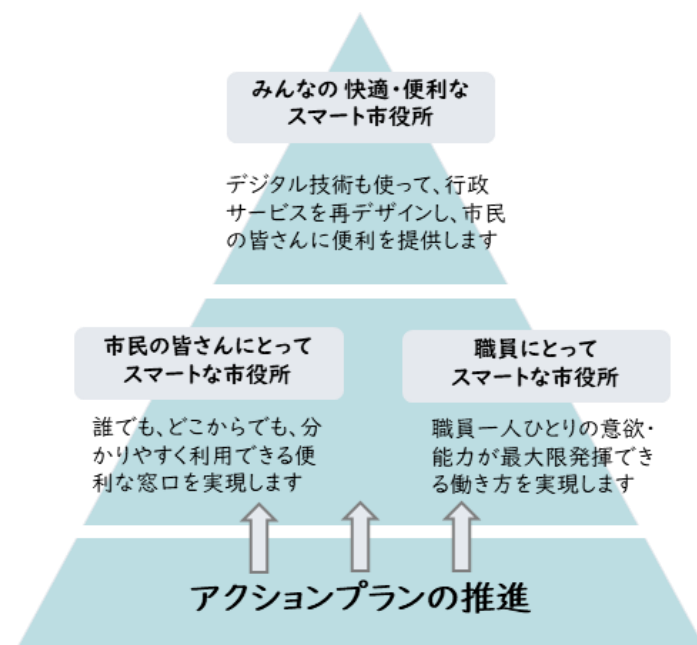 みんなの 快適・便利な
スマート市役所
デジタル技術も使って、行政
サービスを再デザインし、市民
の皆さんに便利を提供します
市民の皆さんにとって
スマートな市役所
誰でも、どこからでも、分
かりやすく利用できる便
利な窓口を実現します
職員にとって
スマートな市役所
職員一人ひとりの意欲・
能力が最大限発揮でき
る働き方を実現します
アクションプランの推進